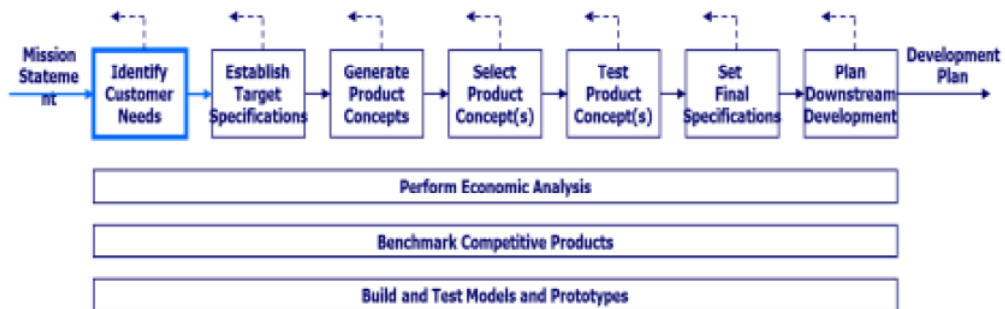 Mission
Stateme
nt
Identify
Customer
Needs
Establish
Target
Specifications
Generate
Product
Concepts
Select
Product
Concept(s)
Test
Product
Concept(s)
Set
Final
Specifications
Plan
Downstream
Development
Development
Plan
Perform Economic Analysis
Benchmark Competitive Products
Build and Test Models and Prototypes